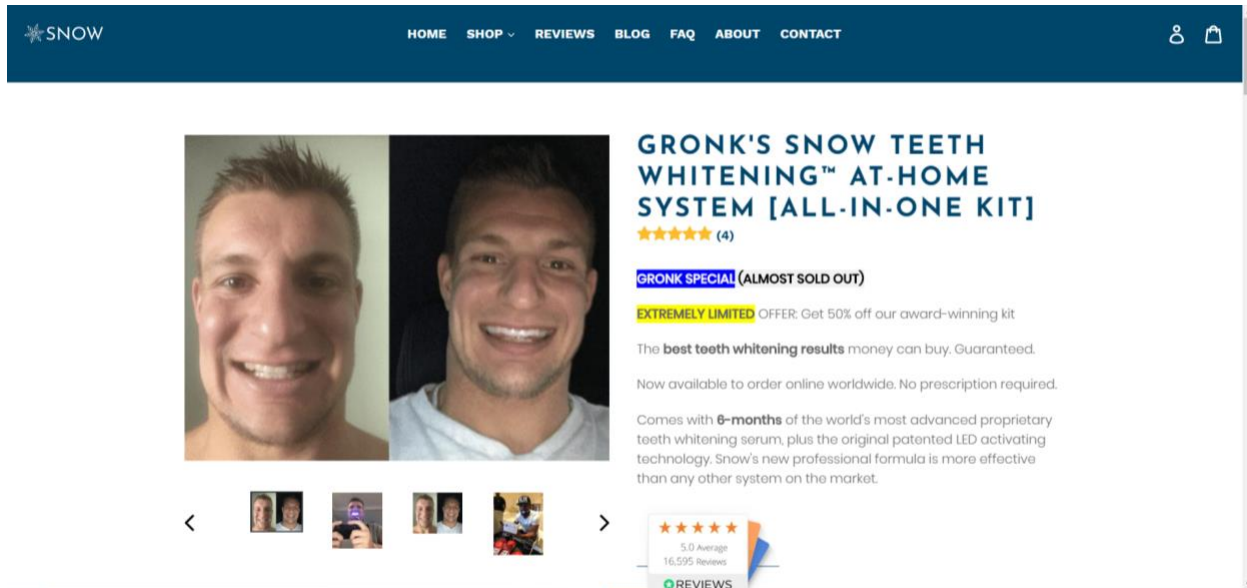 SNOW
HOME SHOP REVIEWS BLOG FAQ ABOUT CONTACT
GRONK'S SNOW TEETH
WHITENING™ AT-HOME
SYSTEM [ALL-IN-ONE KIT]
(4)
GRONK SPECIAL (ALMOST SOLD OUT)
EXTREMELY LIMITED OFFER: Get 50% off our award-winning kit
The best teeth whitening results money can buy. Guaranteed.
Now available to order online worldwide. No prescription required.
Comes with 6-months of the world's most advanced proprietary
teeth whitening serum, plus the original patented LED activating
technology. Snow's new professional formula is more effective
than any other system on the market.
5.0 Average
16,595 Reviews
REVIEWS